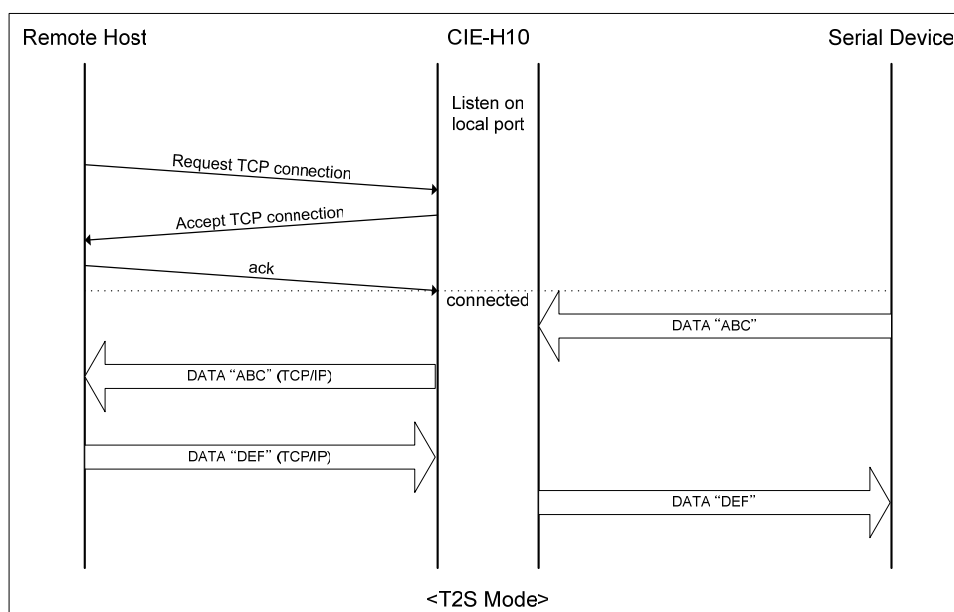 Remote Host
CIE-H10
Serial Device
Listen on
local port
Request TCP connection
Accept TCP connection
ack
connected
DATA “ABC”
DATA “ABC” (TCP/IP)
DATA “DEF” (TCP/IP)
DATA “DEF”
<T2S Mode>